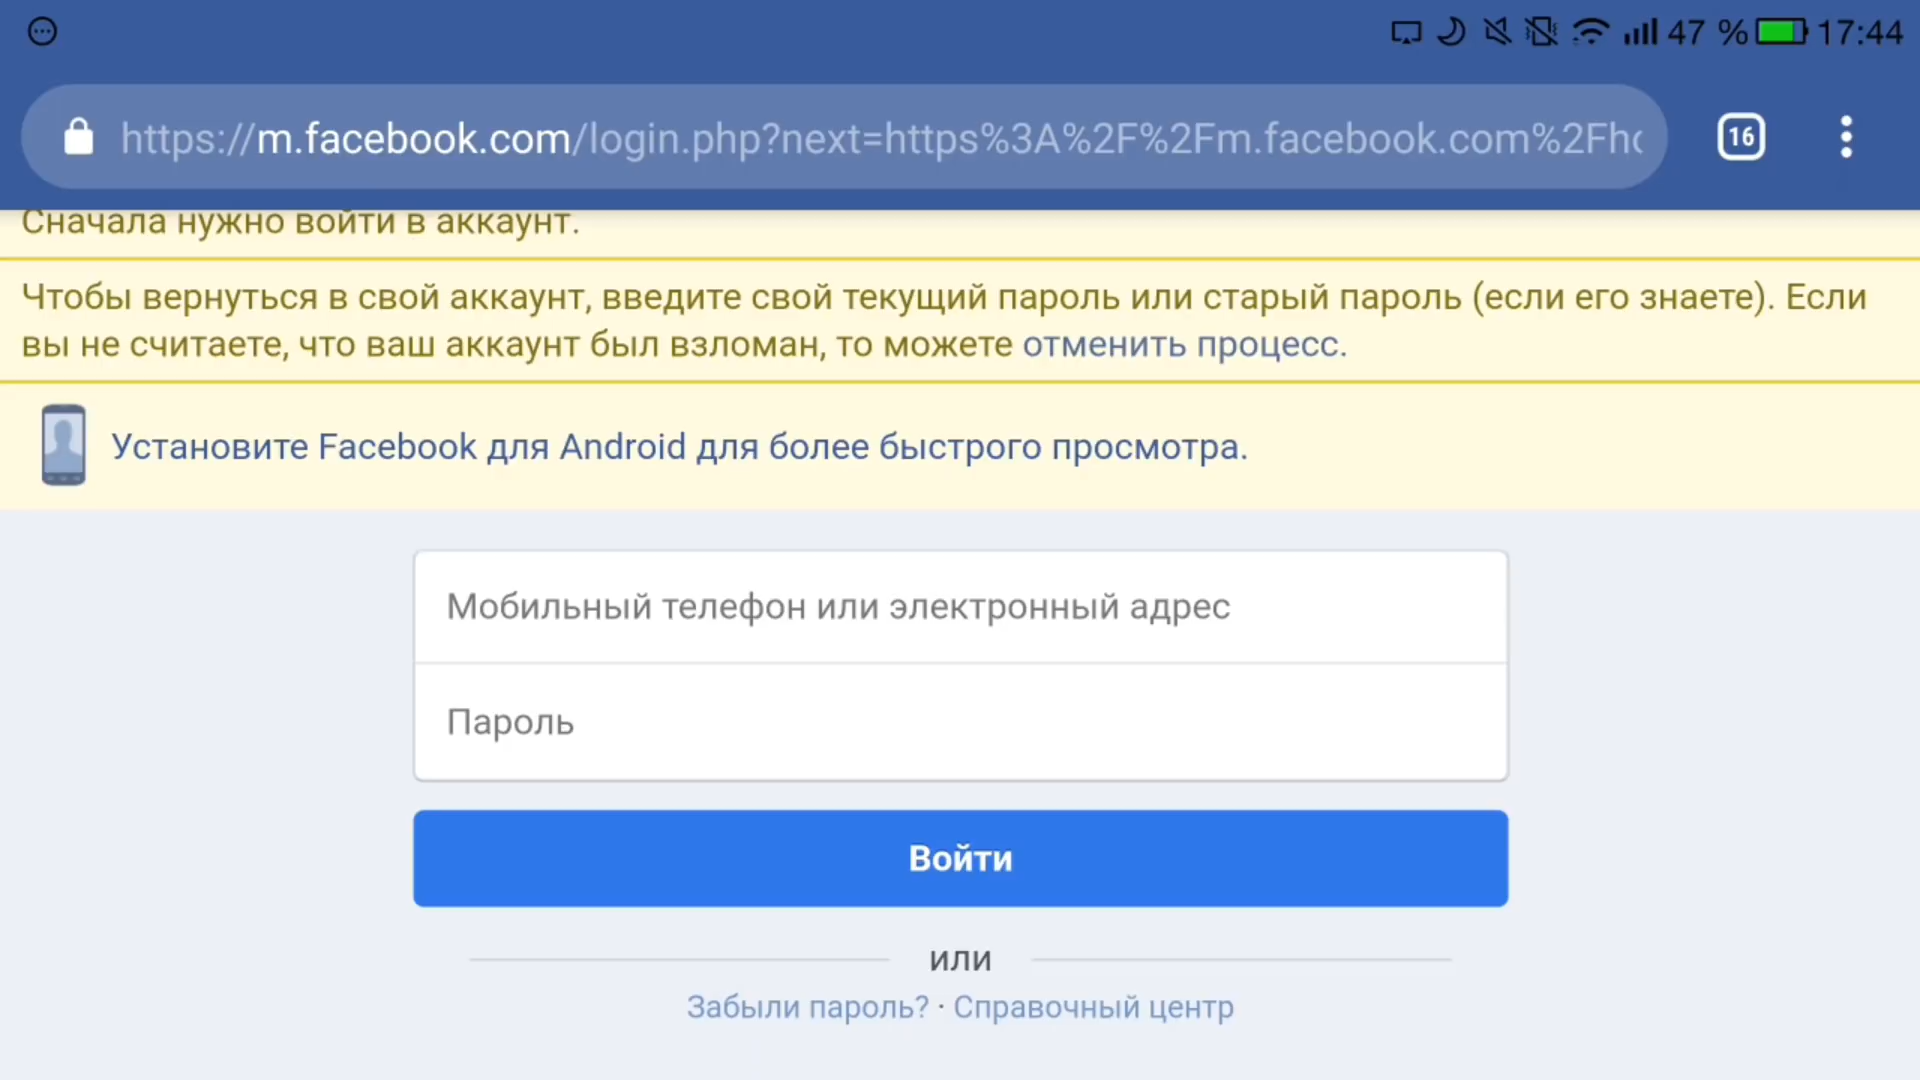 47 % 17:44
https://m.facebook.com/login.php?next=https%3A%2F%2Fm.facebook.com%2Fho
16
Сначала нужно войти в аккаунт.
Чтобы вернуться в свой аккаунт, введите свой текущий пароль или старый пароль (если его знаете). Если
вы не считаете, что ваш аккаунт был взломан, то можете отменить процесс.
Установите Facebook для Android для более быстрого просмотра.
Мобильный телефон или электронный адрес
Пароль
Войти
или
Забыли пароль? · Справочный центр